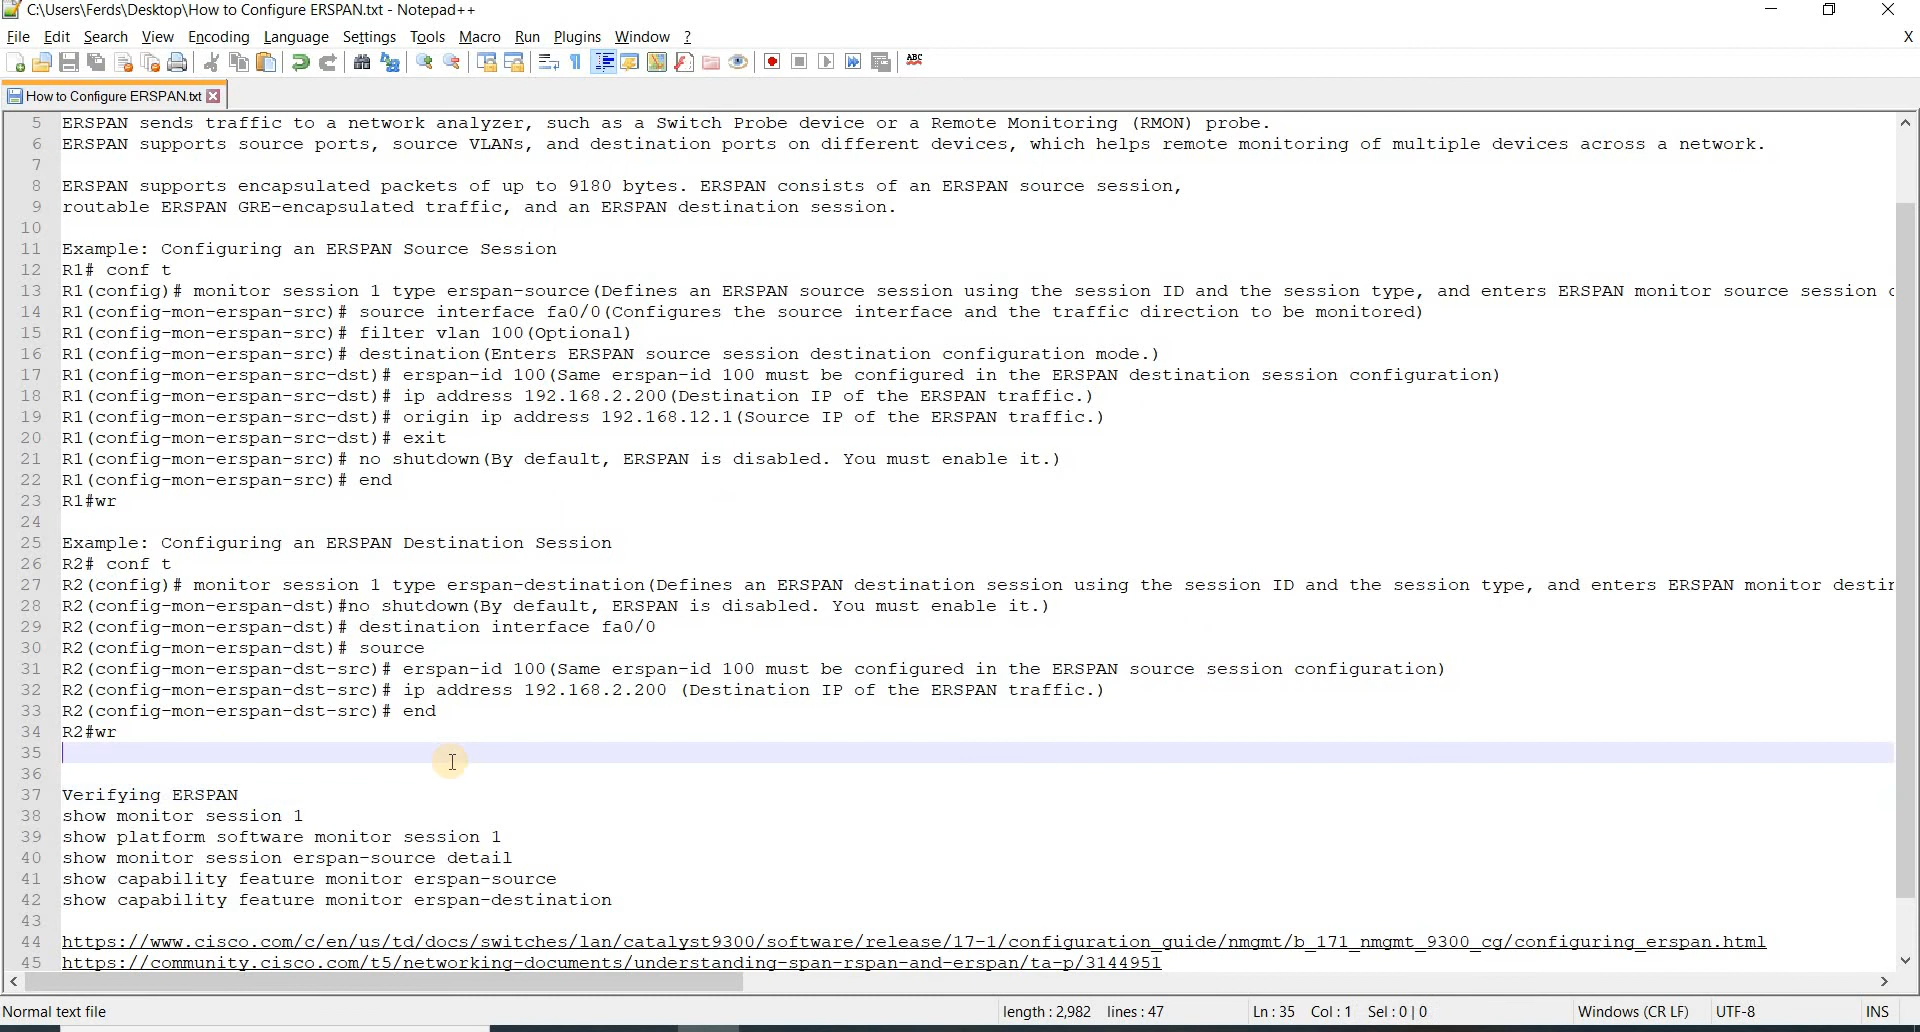 C:\Users\Ferds\Desktop\How to Configure ERSPAN.txt - Notepad++
File Edit Search View Encoding Language Settings Tools Macro Run Plugins Window ? X
ABC
How to Configure ERSPAN.txt
5 ERSPAN sends traffic to a network analyzer, such as a Switch Probe device or a Remote Monitoring (RMON) probe.
6 ERSPAN supports source ports, source VLANs, and destination ports on different devices, which helps remote monitoring of multiple devices across a network.
7
8 ERSPAN supports encapsulated packets of up to 9180 bytes. ERSPAN consists of an ERSPAN source session,
9 routable ERSPAN GRE-encapsulated traffic, and an ERSPAN destination session.
10
11 Example: Configuring an ERSPAN Source Session
12 R1# conf t
13 R1(config)# monitor session 1 type erspan-source(Defines an ERSPAN source session using the session ID and the session type, and enters ERSPAN monitor source session
14 R1(config-mon-erspan-src)# source interface fa0/0(Configures the source interface and the traffic direction to be monitored)
15 R1(config-mon-erspan-src)# filter vlan 100(Optional)
16 R1(config-mon-erspan-src)# destination(Enters ERSPAN source session destination configuration mode.)
17 R1(config-mon-erspan-src-dst)# erspan-id 100(Same erspan-id 100 must be configured in the ERSPAN destination session configuration)
18 R1(config-mon-erspan-src-dst)# ip address 192.168.2.200(Destination IP of the ERSPAN traffic.)
19 R1(config-mon-erspan-src-dst)# origin ip address 192.168.12.1(Source IP of the ERSPAN traffic.)
20 R1(config-mon-erspan-src-dst)# exit
21 R1(config-mon-erspan-src)# no shutdown(By default, ERSPAN is disabled. You must enable it.)
22 R1(config-mon-erspan-src)# end
23 R1#wr
24
25 Example: Configuring an ERSPAN Destination Session
26 R2# conf t
27 R2(config)# monitor session 1 type erspan-destination(Defines an ERSPAN destination session using the session ID and the session type, and enters ERSPAN monitor
28 R2(config-mon-erspan-dst)#no shutdown(By default, ERSPAN is disabled. You must enable it.)
29 R2(config-mon-erspan-dst)# destination interface fa0/0
30 R2(config-mon-erspan-dst)# source
31 R2(config-mon-erspan-dst-src)# erspan-id 100(Same erspan-id 100 must be configured in the ERSPAN source session configuration)
32 R2(config-mon-erspan-dst-src)# ip address 192.168.2.200 (Destination IP of the ERSPAN traffic.)
33 R2(config-mon-erspan-dst-src)# end
34 R2#wr
35
36
37 Verifying ERSPAN
38 show monitor session 1
39 show platform software monitor session 1
40 show monitor session erspan-source detail
41 show capability feature monitor erspan-source
42 show capability feature monitor erspan-destination
43
44 https://www.cisco.com/c/en/us/td/docs/switches/lan/catalyst9300/software/release/17-1/configuration_guide/nmgmt/b_171_nmgmt_9300_cg/configuring_erspan.html
45 https://community.cisco.com/t5/networking-documents/understanding-span-rspan-and-erspan/ta-p/3144951
Normal text file length : 2,982 lines : 47 Ln : 35 Col : 1 Sel : 0 | 0 Windows (CR LF) UTF-8 INS